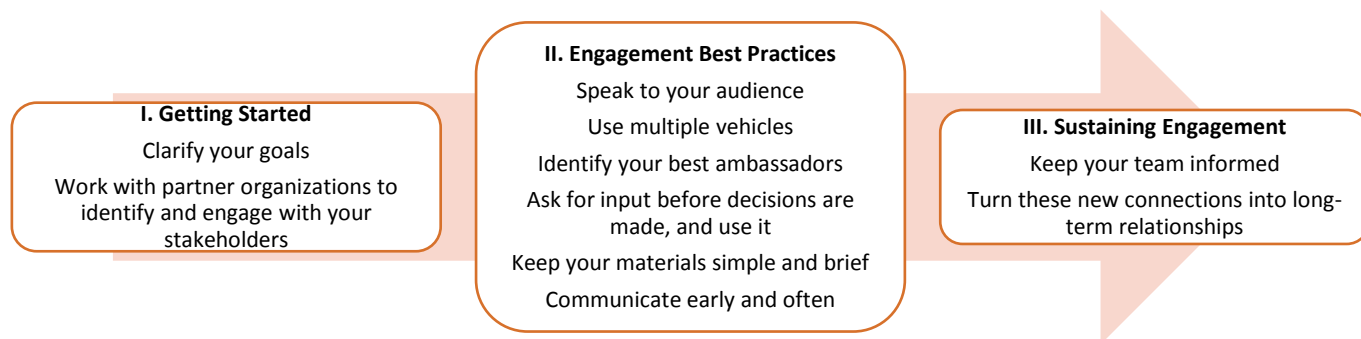 I. Getting Started
Clarify your goals
Work with partner organizations to
identify and engage with your
stakeholders
II. Engagement Best Practices
Speak to your audience
Use multiple vehicles
Identify your best ambassadors
Ask for input before decisions are
made, and use it
Keep your materials simple and brief
Communicate early and often
III. Sustaining Engagement
Keep your team informed
Turn these new connections into long-
term relationships